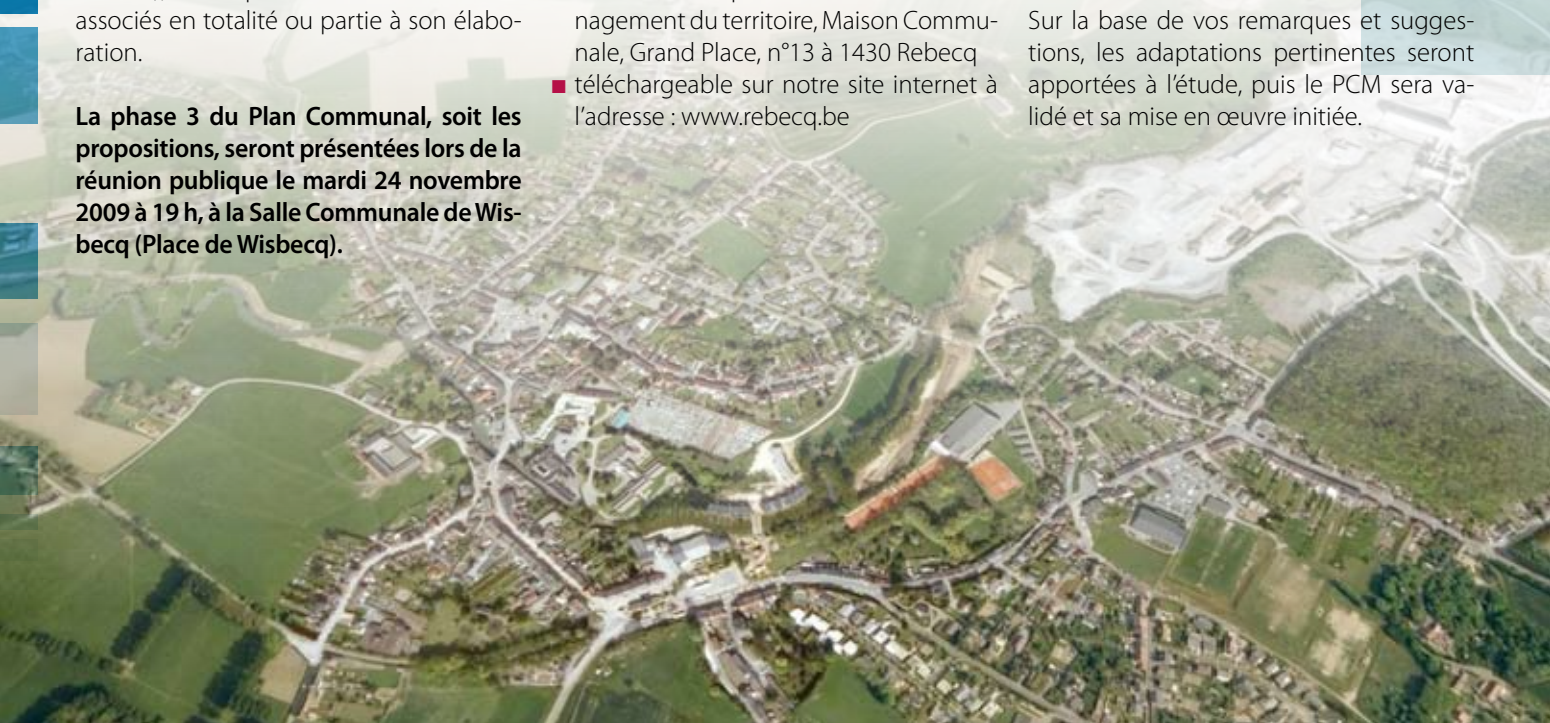 associés en totalité ou partie à son élabo-
ration.
La phase 3 du Plan Communal, soit les
propositions, seront présentées lors de la
réunion publique le mardi 24 novembre
2009 à 19 h, à la Salle Communale de Wis-
becq (Place de Wisbecq).
nagement du territoire, Maison Commu-
nale, Grand Place, n°13 à 1430 Rebecq
■ téléchargeable sur notre site internet à
l'adresse : www.rebecq.be
Sur la base de vos remarques et sugges-
tions, les adaptations pertinentes seront
apportées à l'étude, puis le PCM sera va-
lidé et sa mise en œuvre initiée.